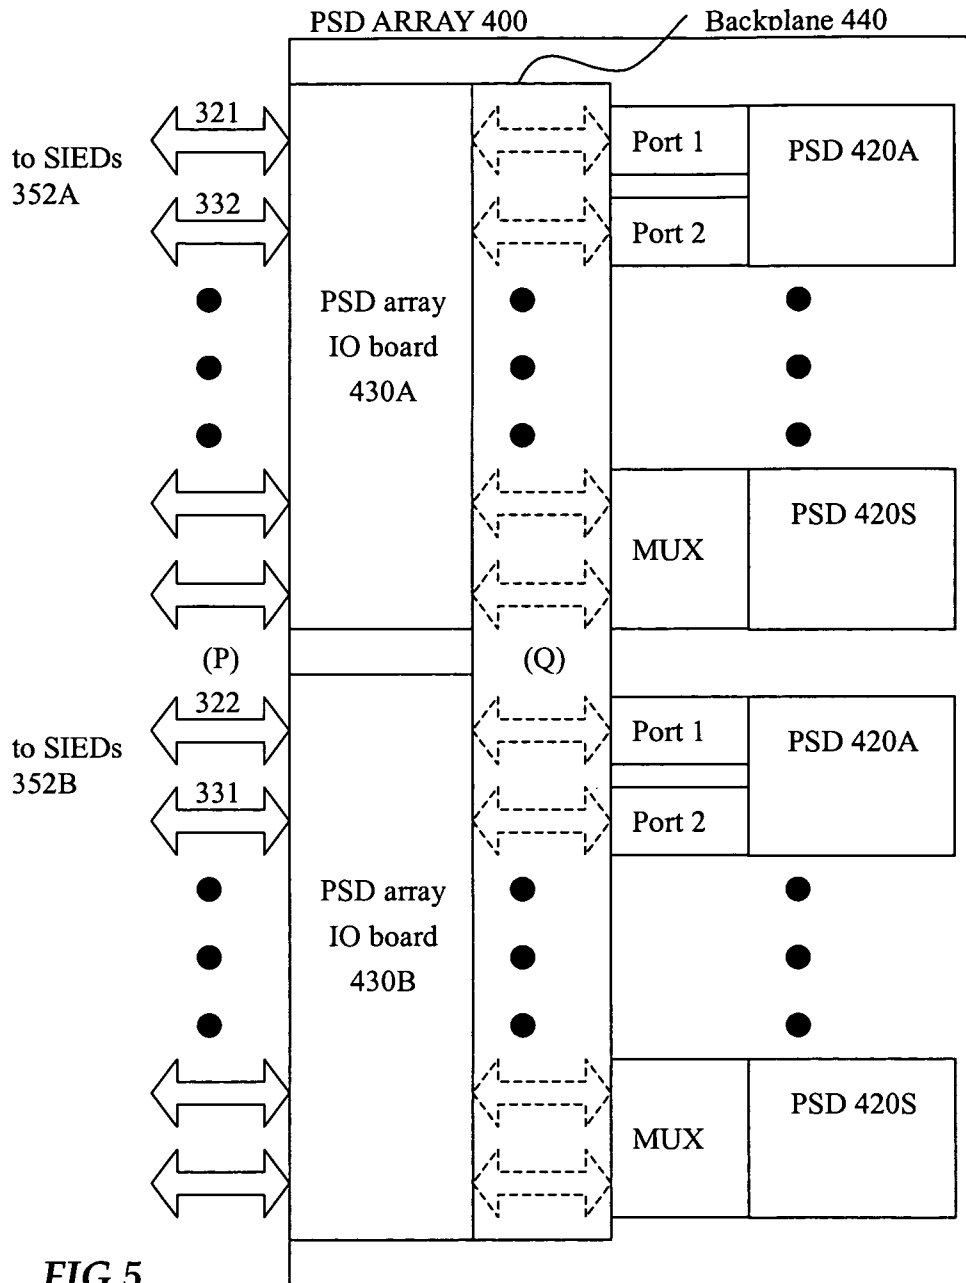 PSD ARRAY 400
Backplane 440
321
to SIEDs
352A
332
Port 1
Port 2
PSD 420A
PSD array
IO board
430A
MUX
PSD 420S
(P)
(Q)
322
to SIEDs
352B
331
Port 1
Port 2
PSD 420A
PSD array
IO board
430B
MUX
PSD 420S
FIG 5